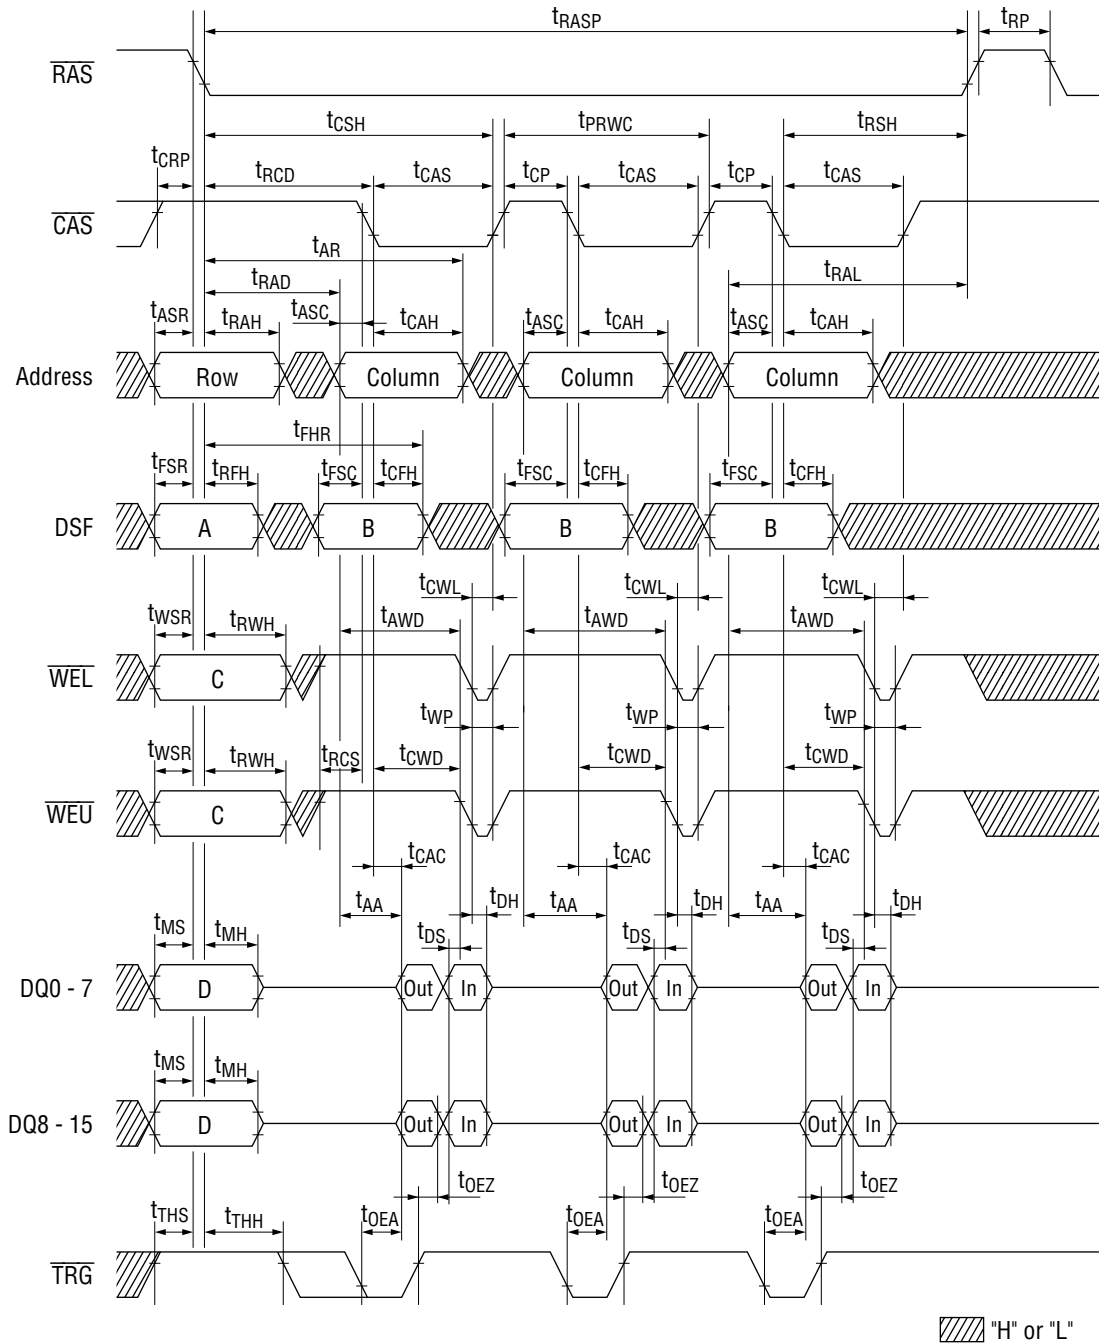 tRASP tRP
RAS
tCSH tPRWC tRSH
tCRP tRCD tCAS tCP tCAS tCP tCAS
CAS
tAR
tRAD tRAL
tASR tRAH tASC tCAH tASC tCAH tASC tCAH
Address Row Column Column Column
tFHR
tFSR tRFH tFSC tCFH tFSC tCFH tFSC tCFH
DSF A B B B
tCWL tCWL tCWL
tWSR tRWH tAWD tAWD tAWD
WEL C
tWP tWP tWP
tWSR tRWH tRCS tCWD tCWD tCWD
WEU C
tCAC tCAC tCAC
tAA tDH tAA tDH tAA tDH
tMS tMH tDS tDS tDS
DQ0 - 7 D Out In Out In Out In
tMS tMH
DQ8 - 15 D Out In Out In Out In
tOEZ tOEZ tOEZ
tTHS tTHH tOEA tOEA tOEA
TRG
"H" or "L"